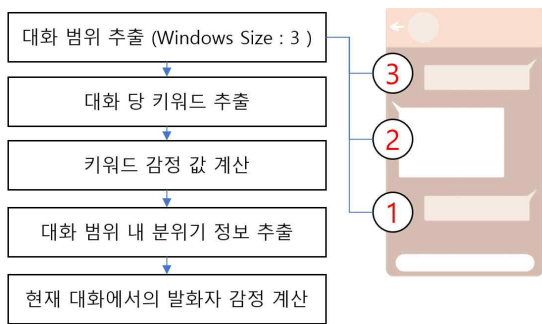 대화 범위 추출 (Windows Size : 3 )
대화 당 키워드 추출
키워드 감정 값 계산
대화 범위 내 분위기 정보 추출
현재 대화에서의 발화자 감정 계산
3
2
1